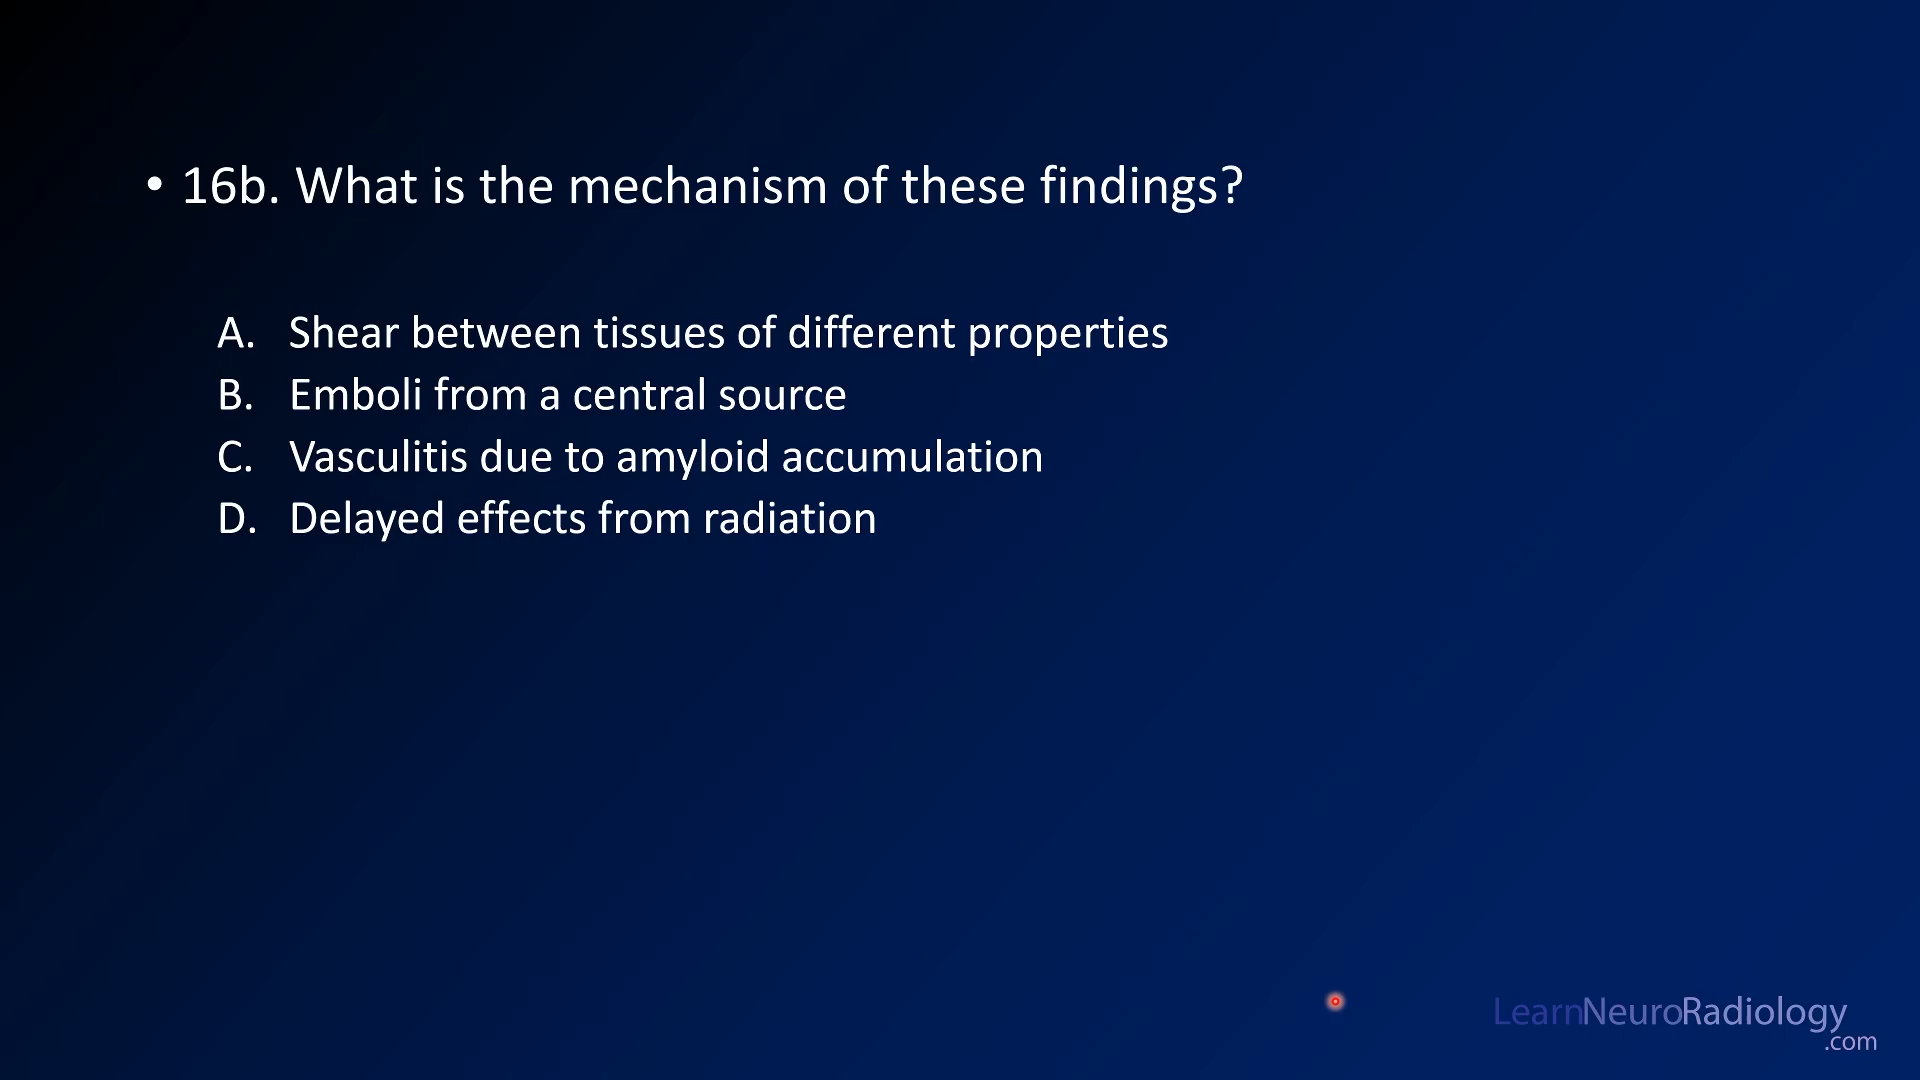 • 16b. What is the mechanism of these findings?
A. Shear between tissues of different properties
B. Emboli from a central source
C. Vasculitis due to amyloid accumulation
D. Delayed effects from radiation
LearnNeuroRadiology
.com